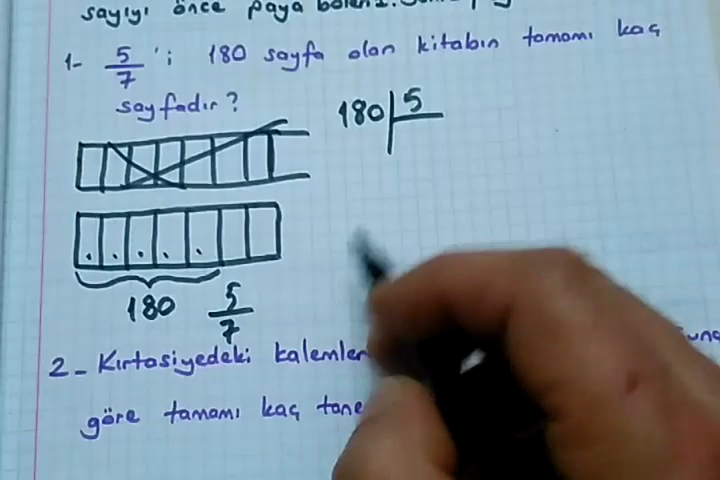 sayıyı önce paya
1- 5/7 'i 180 sayfa olan kitabın tamamı kaç
sayfadır?
180 5
180 5/7
2- Kırtasiyedeki kalemler
göre tamamı kaç tane